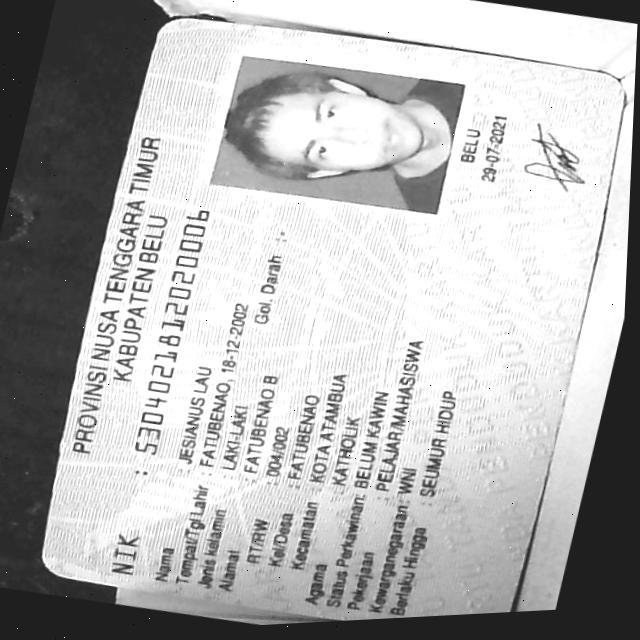 PROVINSI NUSA TENGGARA TIMUR
KABUPATEN BELU
NIK : 5304021812020006
Nama : JESIANUS LAU
Tempat/Tgl Lahir : FATUBENAO, 18-12-2002
Jenis kelamin : LAKI-LAKI Gol. Darah :-
Alamat : FATUBENAO B
RT/RW : 004/002
Kel/Desa : FATUBENAO
Kecamatan : KOTA ATAMBUA
Agama : KATHOLIK
Status Perkawinan: BELUM KAWIN
Pekerjaan : PELAJAR/MAHASISWA
Kewarganegaraan: WNI
Berlaku Hingga : SEUMUR HIDUP
BELU
29-07-2021